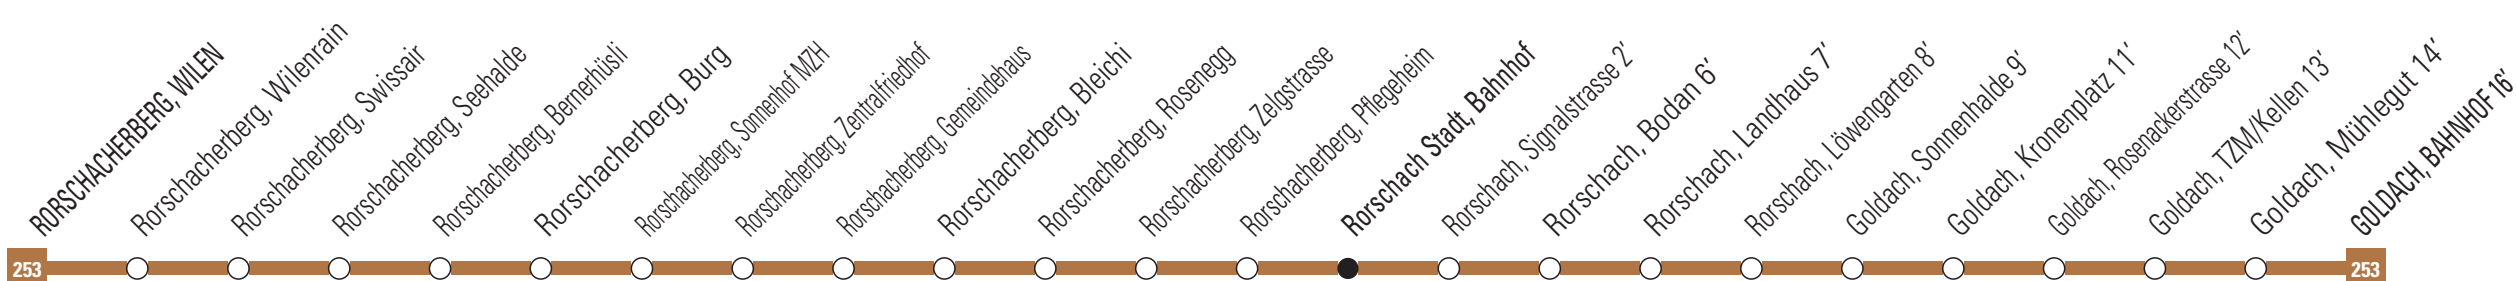 RORSCHACHERBERG, WILEN
Rorschacherberg, Wilenrain
Rorschacherberg, Swissair
Rorschacherberg, Seehalde
Rorschacherberg, Bernerhüsli
Rorschacherberg, Burg
Rorschacherberg, Sonnenhof MZH
Rorschacherberg, Zentralfriedhof
Rorschacherberg, Gemeindehaus
Rorschacherberg, Bleichi
Rorschacherberg, Rosenegg
Rorschacherberg, Zelgstrasse
Rorschacherberg, Pflegeheim
Rorschach Stadt, Bahnhof
Rorschach, Signalstrasse 2'
Rorschach, Bodan 6'
Rorschach, Landhaus 7'
Rorschach, Löwengarten 8'
Goldach, Sonnenhalde 9'
Goldach, Kronenplatz 11'
Goldach, Rosenackerstrasse 12'
Goldach, TZM/Kellen 13'
Goldach, Mühlegut 14'
GOLDACH, BAHNHOF 16'
253
253